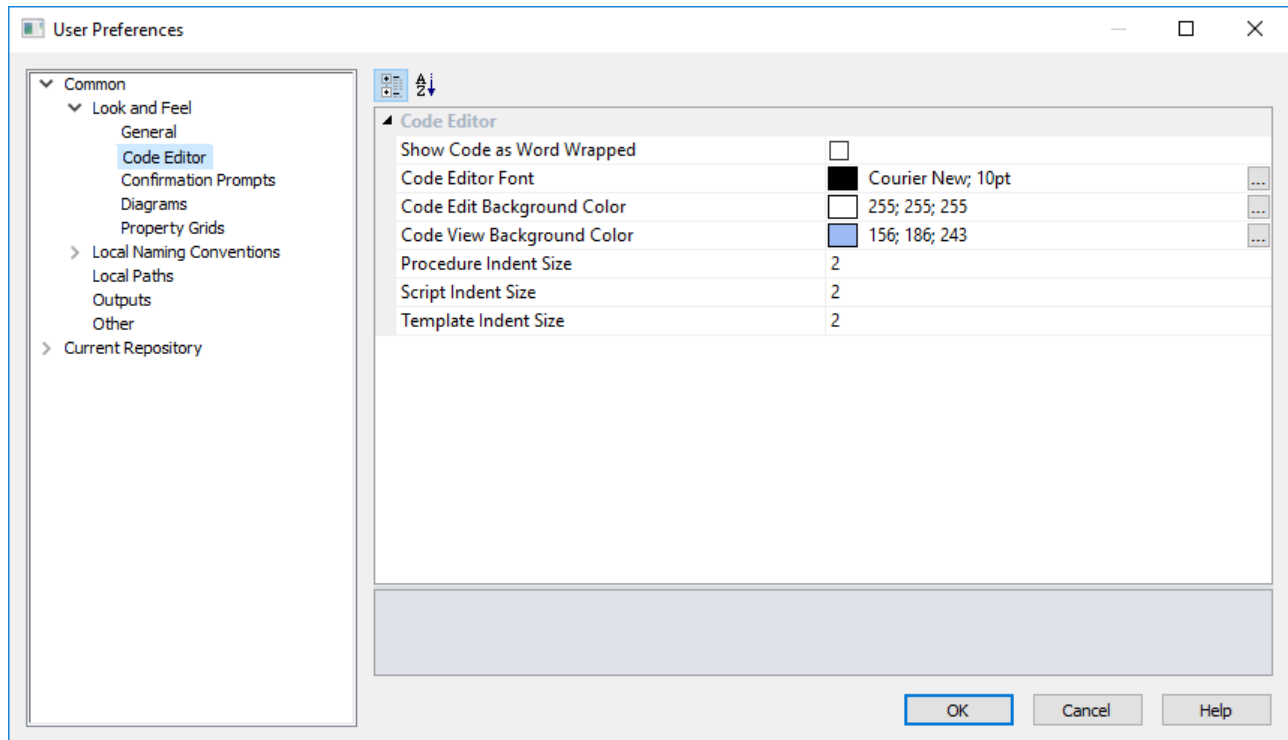 User Preferences
Common
Look and Feel
General
Code Editor
Confirmation Prompts
Diagrams
Property Grids
Local Naming Conventions
Local Paths
Outputs
Other
Current Repository
A
Z
Code Editor
Show Code as Word Wrapped
Code Editor Font Courier New; 10pt ...
Code Edit Background Color 255; 255; 255 ...
Code View Background Color 156; 186; 243 ...
Procedure Indent Size 2
Script Indent Size 2
Template Indent Size 2
OK Cancel Help